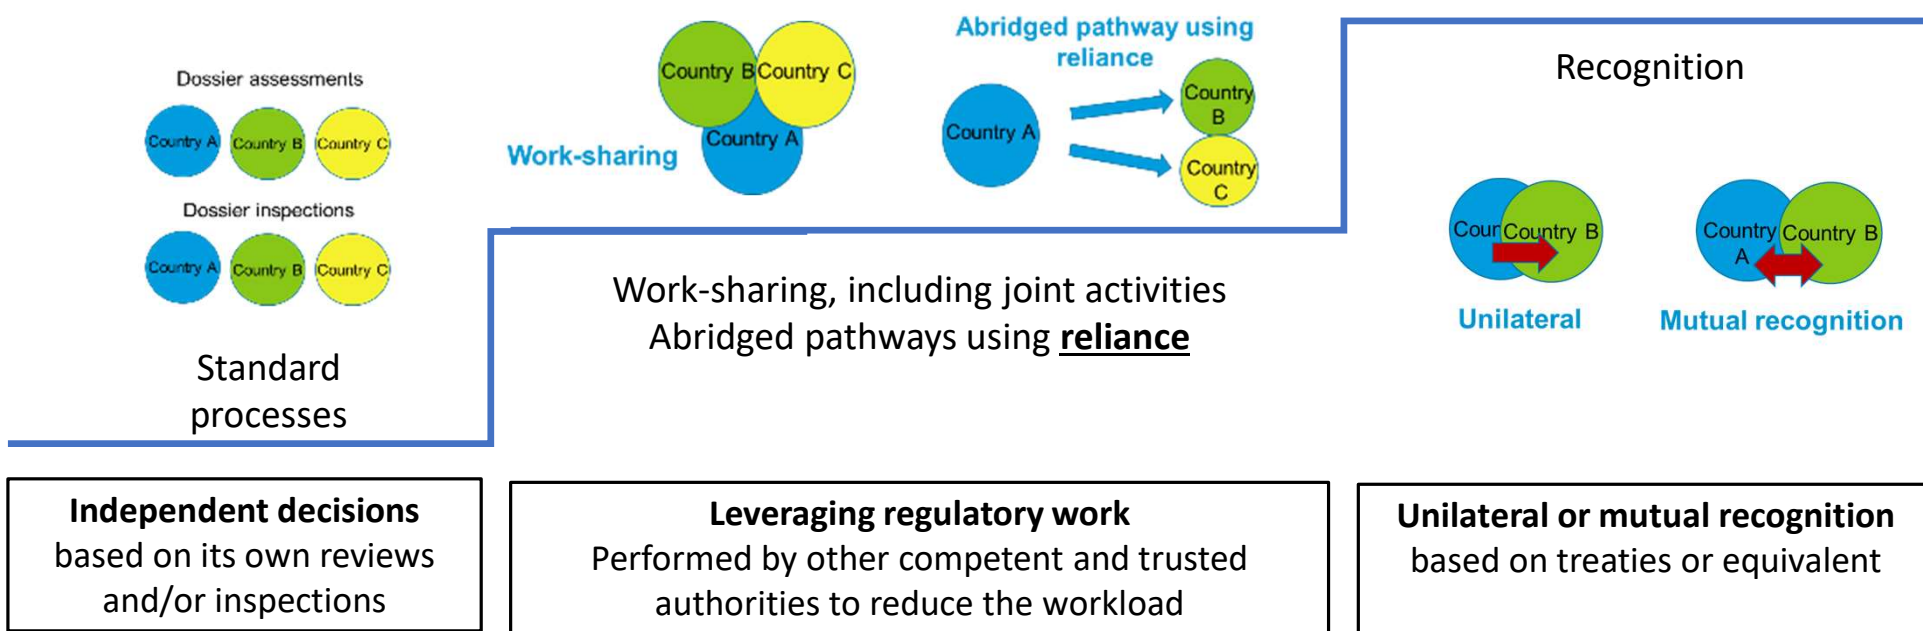 Dossier assessments
Country A
Country B
Country C
Dossier inspections
Country A
Country B
Country C
Standard
processes
Work-sharing
Country B
Country C
Country A
Abridged pathway using
reliance
Country A
Country
B
Country
C
Work-sharing, including joint activities
Abridged pathways using reliance
Recognition
Cour
Country B
Unilateral
Country
A
Country B
Mutual recognition
Independent decisions
based on its own reviews
and/or inspections
Leveraging regulatory work
Performed by other competent and trusted
authorities to reduce the workload
Unilateral or mutual recognition
based on treaties or equivalent